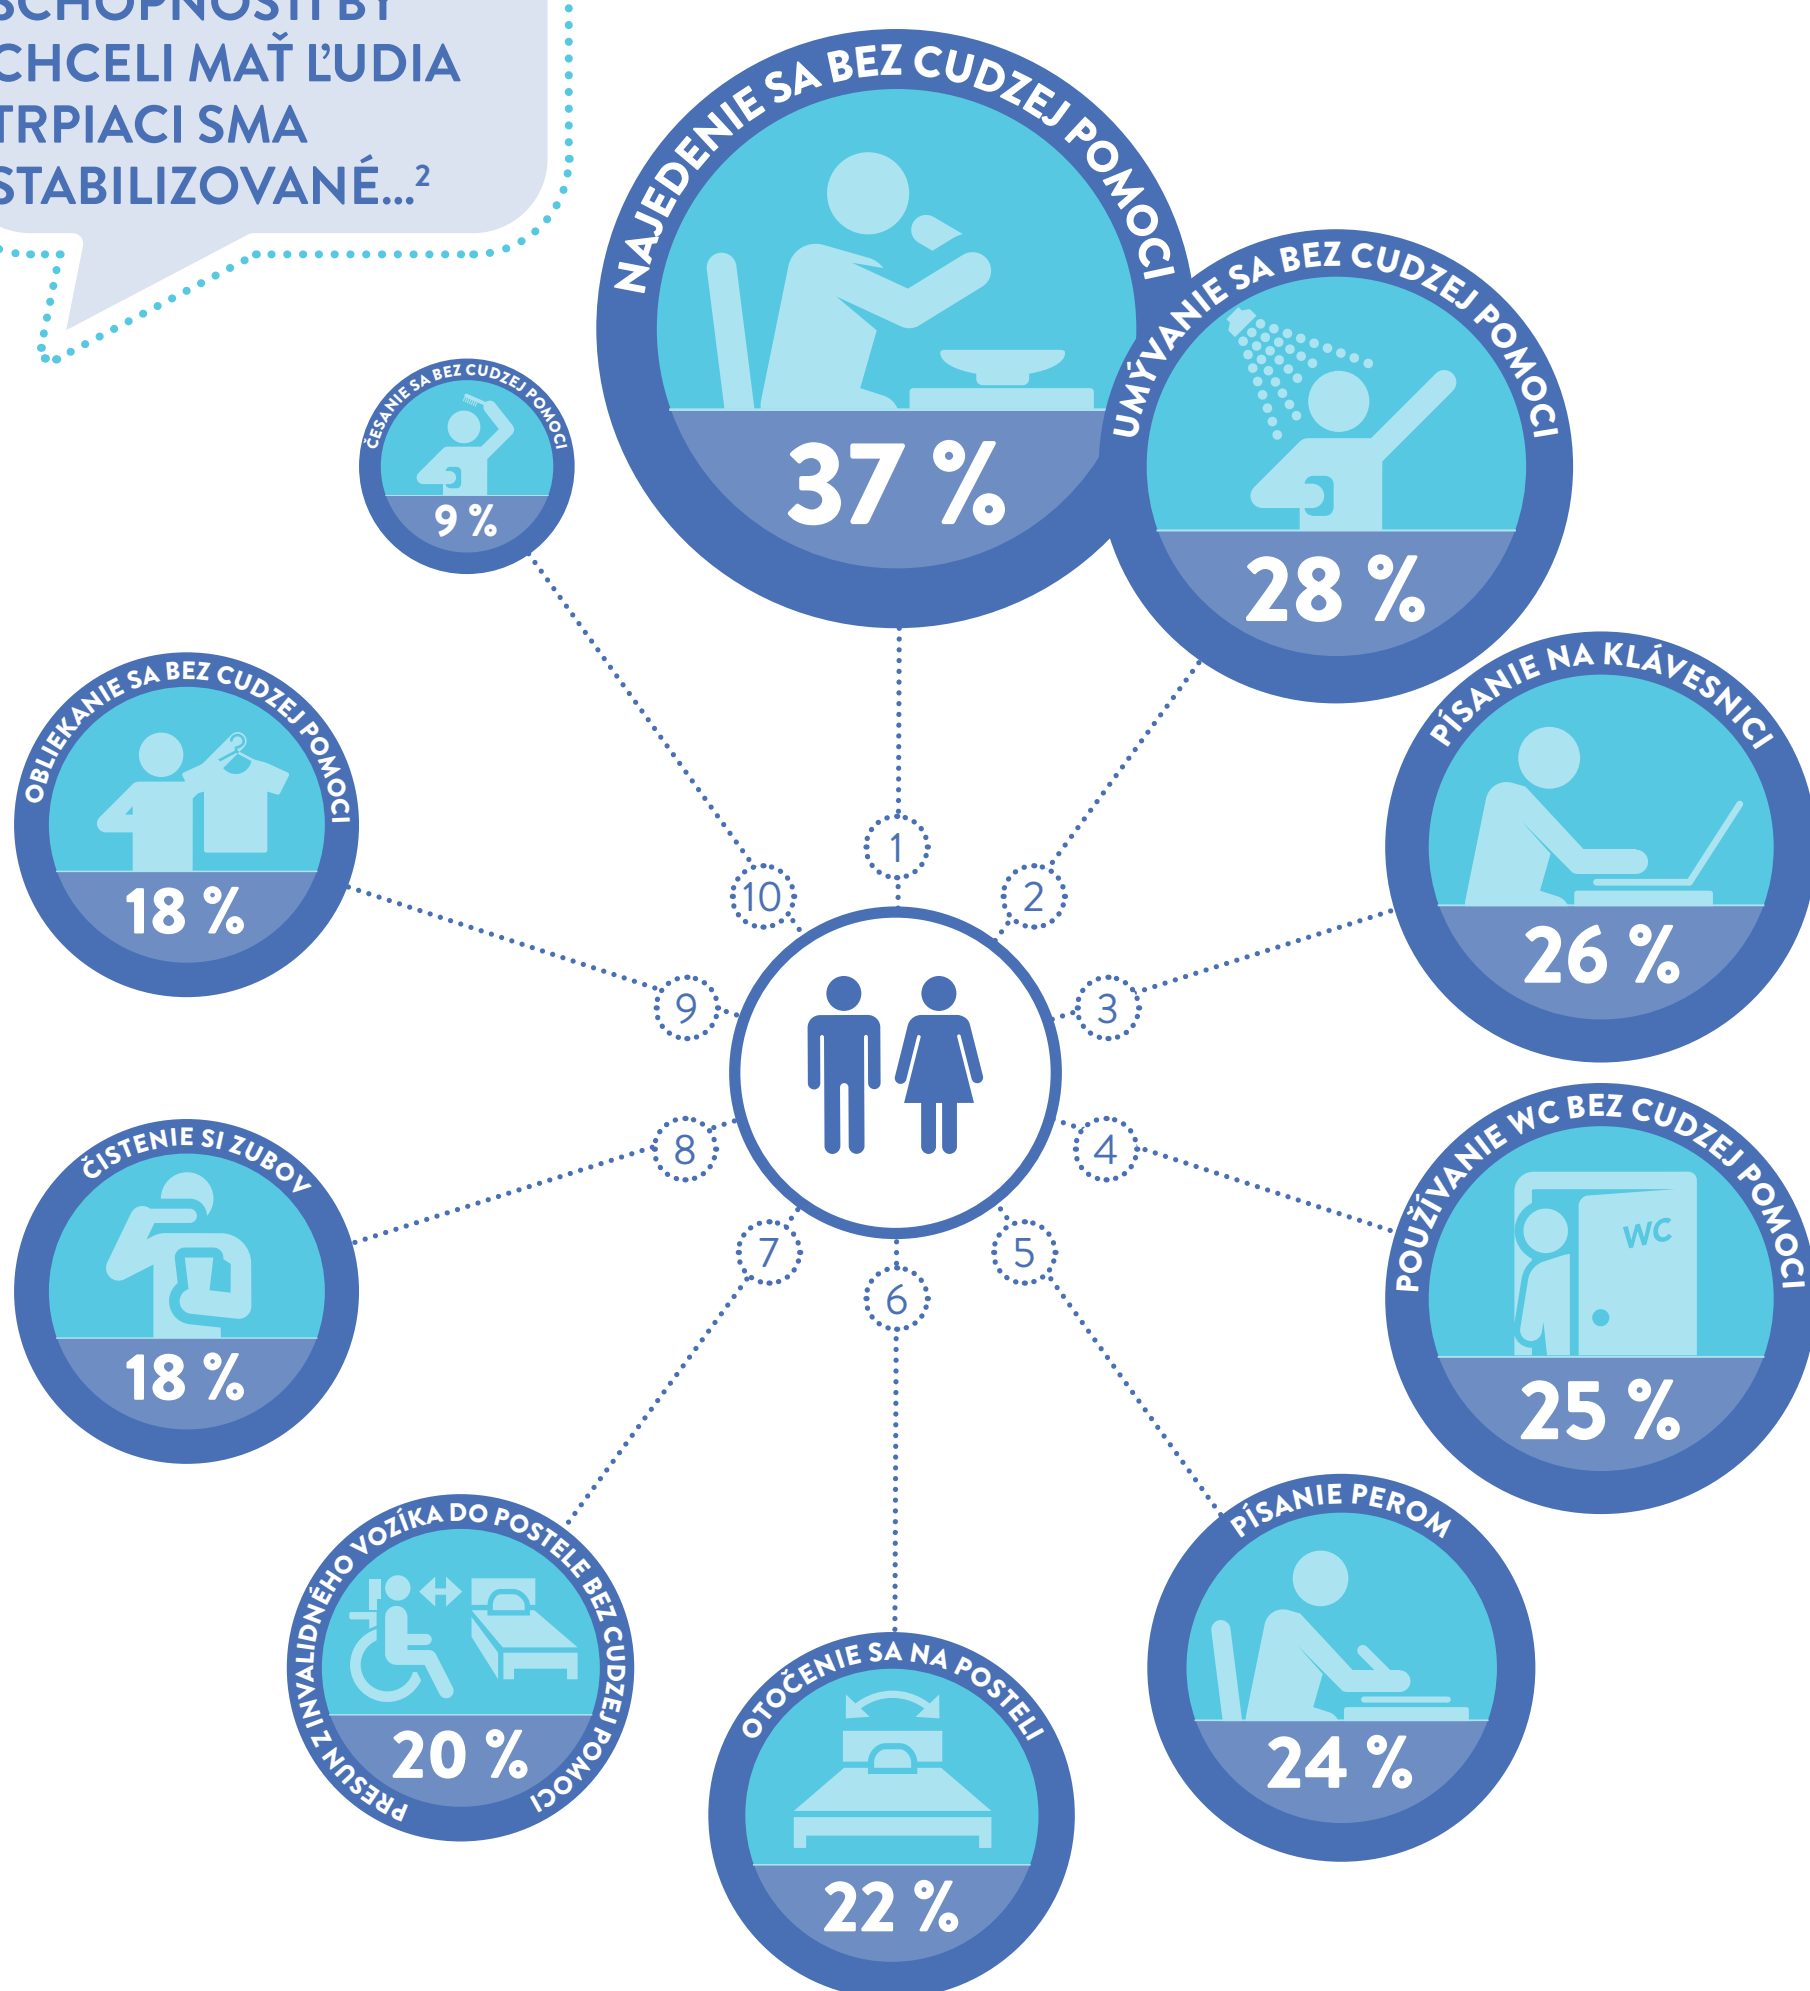 SCHOPNOSTI BY
CHCELI MAŤ ĽUDIA
TRPIACI SMA
STABILIZOVANÉ...²
NAJEDENIE SA BEZ CUDZEJ POMOCI
37 %
UMÝVANIE SA BEZ CUDZEJ POMOCI
28 %
PÍSANIE NA KLÁVESNICI
26 %
POUŽÍVANIE WC BEZ CUDZEJ POMOCI
WC
25 %
PÍSANIE PEROM
24 %
OTOČENIE SA NA POSTELI
22 %
PRESUN Z INVALIDNÉHO VOZÍKA DO POSTELE BEZ CUDZEJ POMOCI
20 %
ČISTENIE SI ZUBOV
18 %
OBLIEKANIE SA BEZ CUDZEJ POMOCI
18 %
ČESANIE SA BEZ CUDZEJ POMOCI
9 %
1
2
3
4
5
6
7
8
9
10